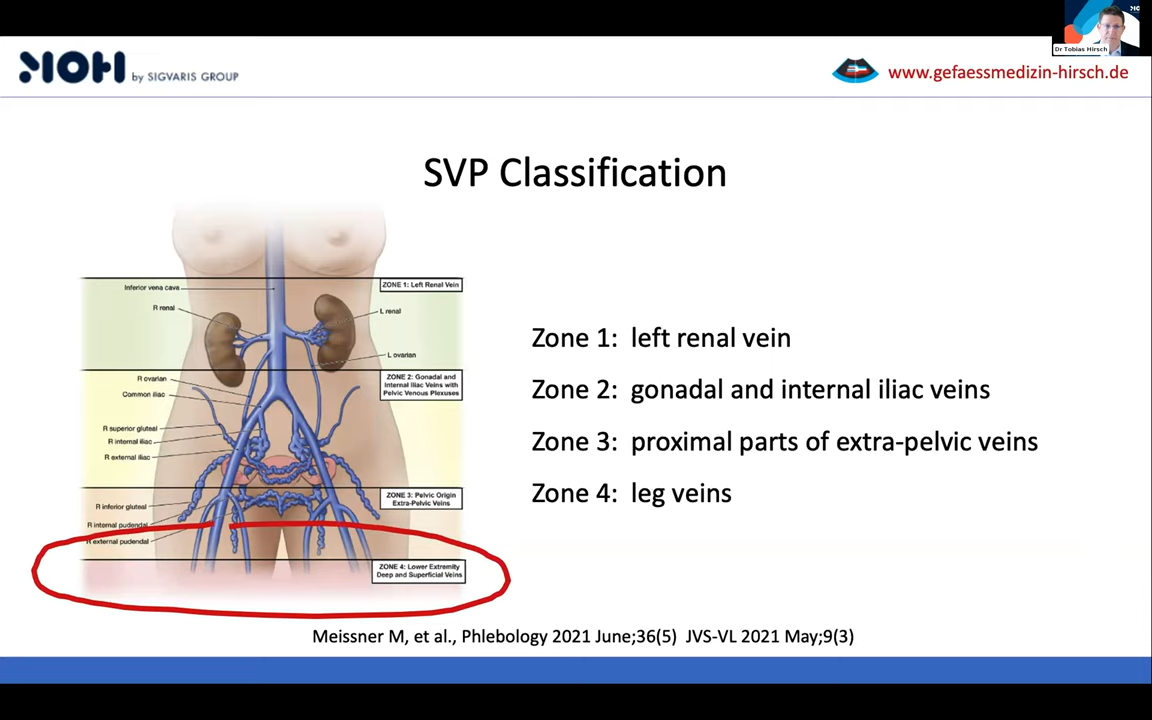 Dr Tobias Hirsch
MOH by SIGVARIS GROUP
www.gefaessmedizin-hirsch.de
SVP Classification
ZONE 1: Left Renal Vein
Inferior vena cava
R renal
L renal
L ovarian
ZONE 2: Gonadal and
Internal Iliac Veins with
Pelvic Venous Plexuses
R ovarian
Common iliac
R superior gluteal
R internal iliac
R external iliac
ZONE 3: Pelvic Origin
Extra-Pelvic Veins
R inferior gluteal
R internal pudendal
R external pudendal
ZONE 4: Lower Extremity
Deep and Superficial Veins
Zone 1: left renal vein
Zone 2: gonadal and internal iliac veins
Zone 3: proximal parts of extra-pelvic veins
Zone 4: leg veins
Meissner M, et al., Phlebology 2021 June;36(5) JVS-VL 2021 May;9(3)